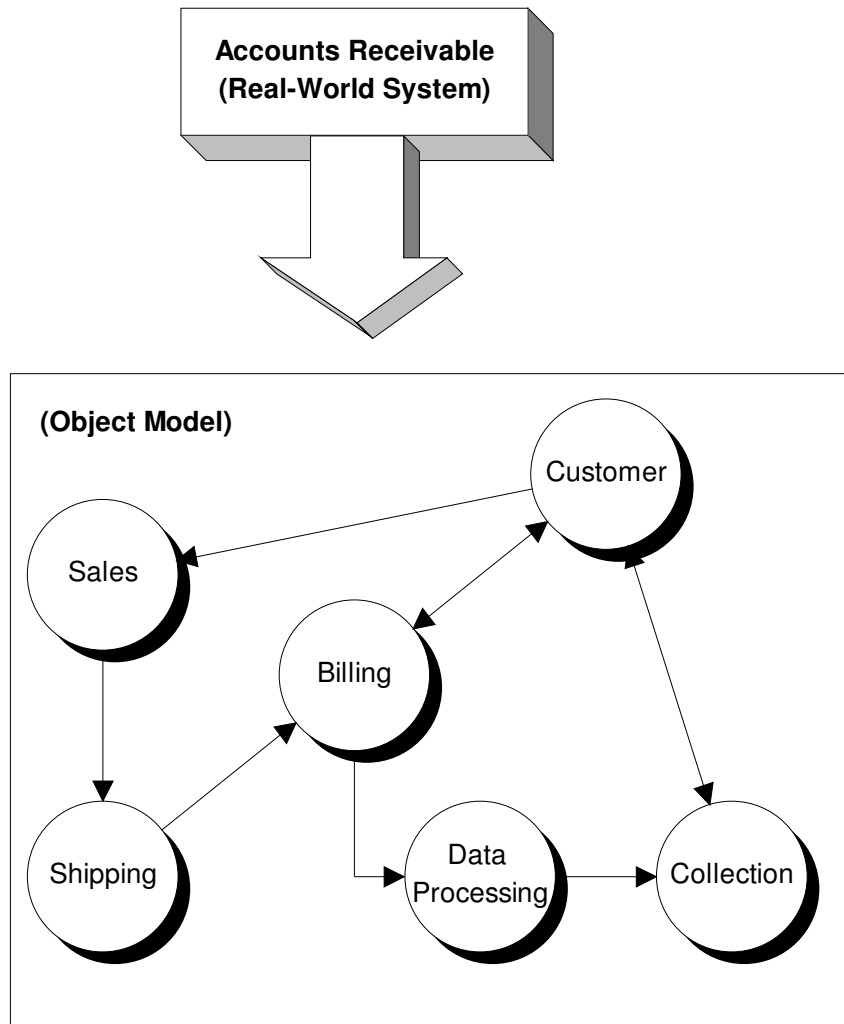 Accounts Receivable
(Real-World System)
(Object Model)
Customer
Sales
Billing
Shipping
Data
Processing
Collection